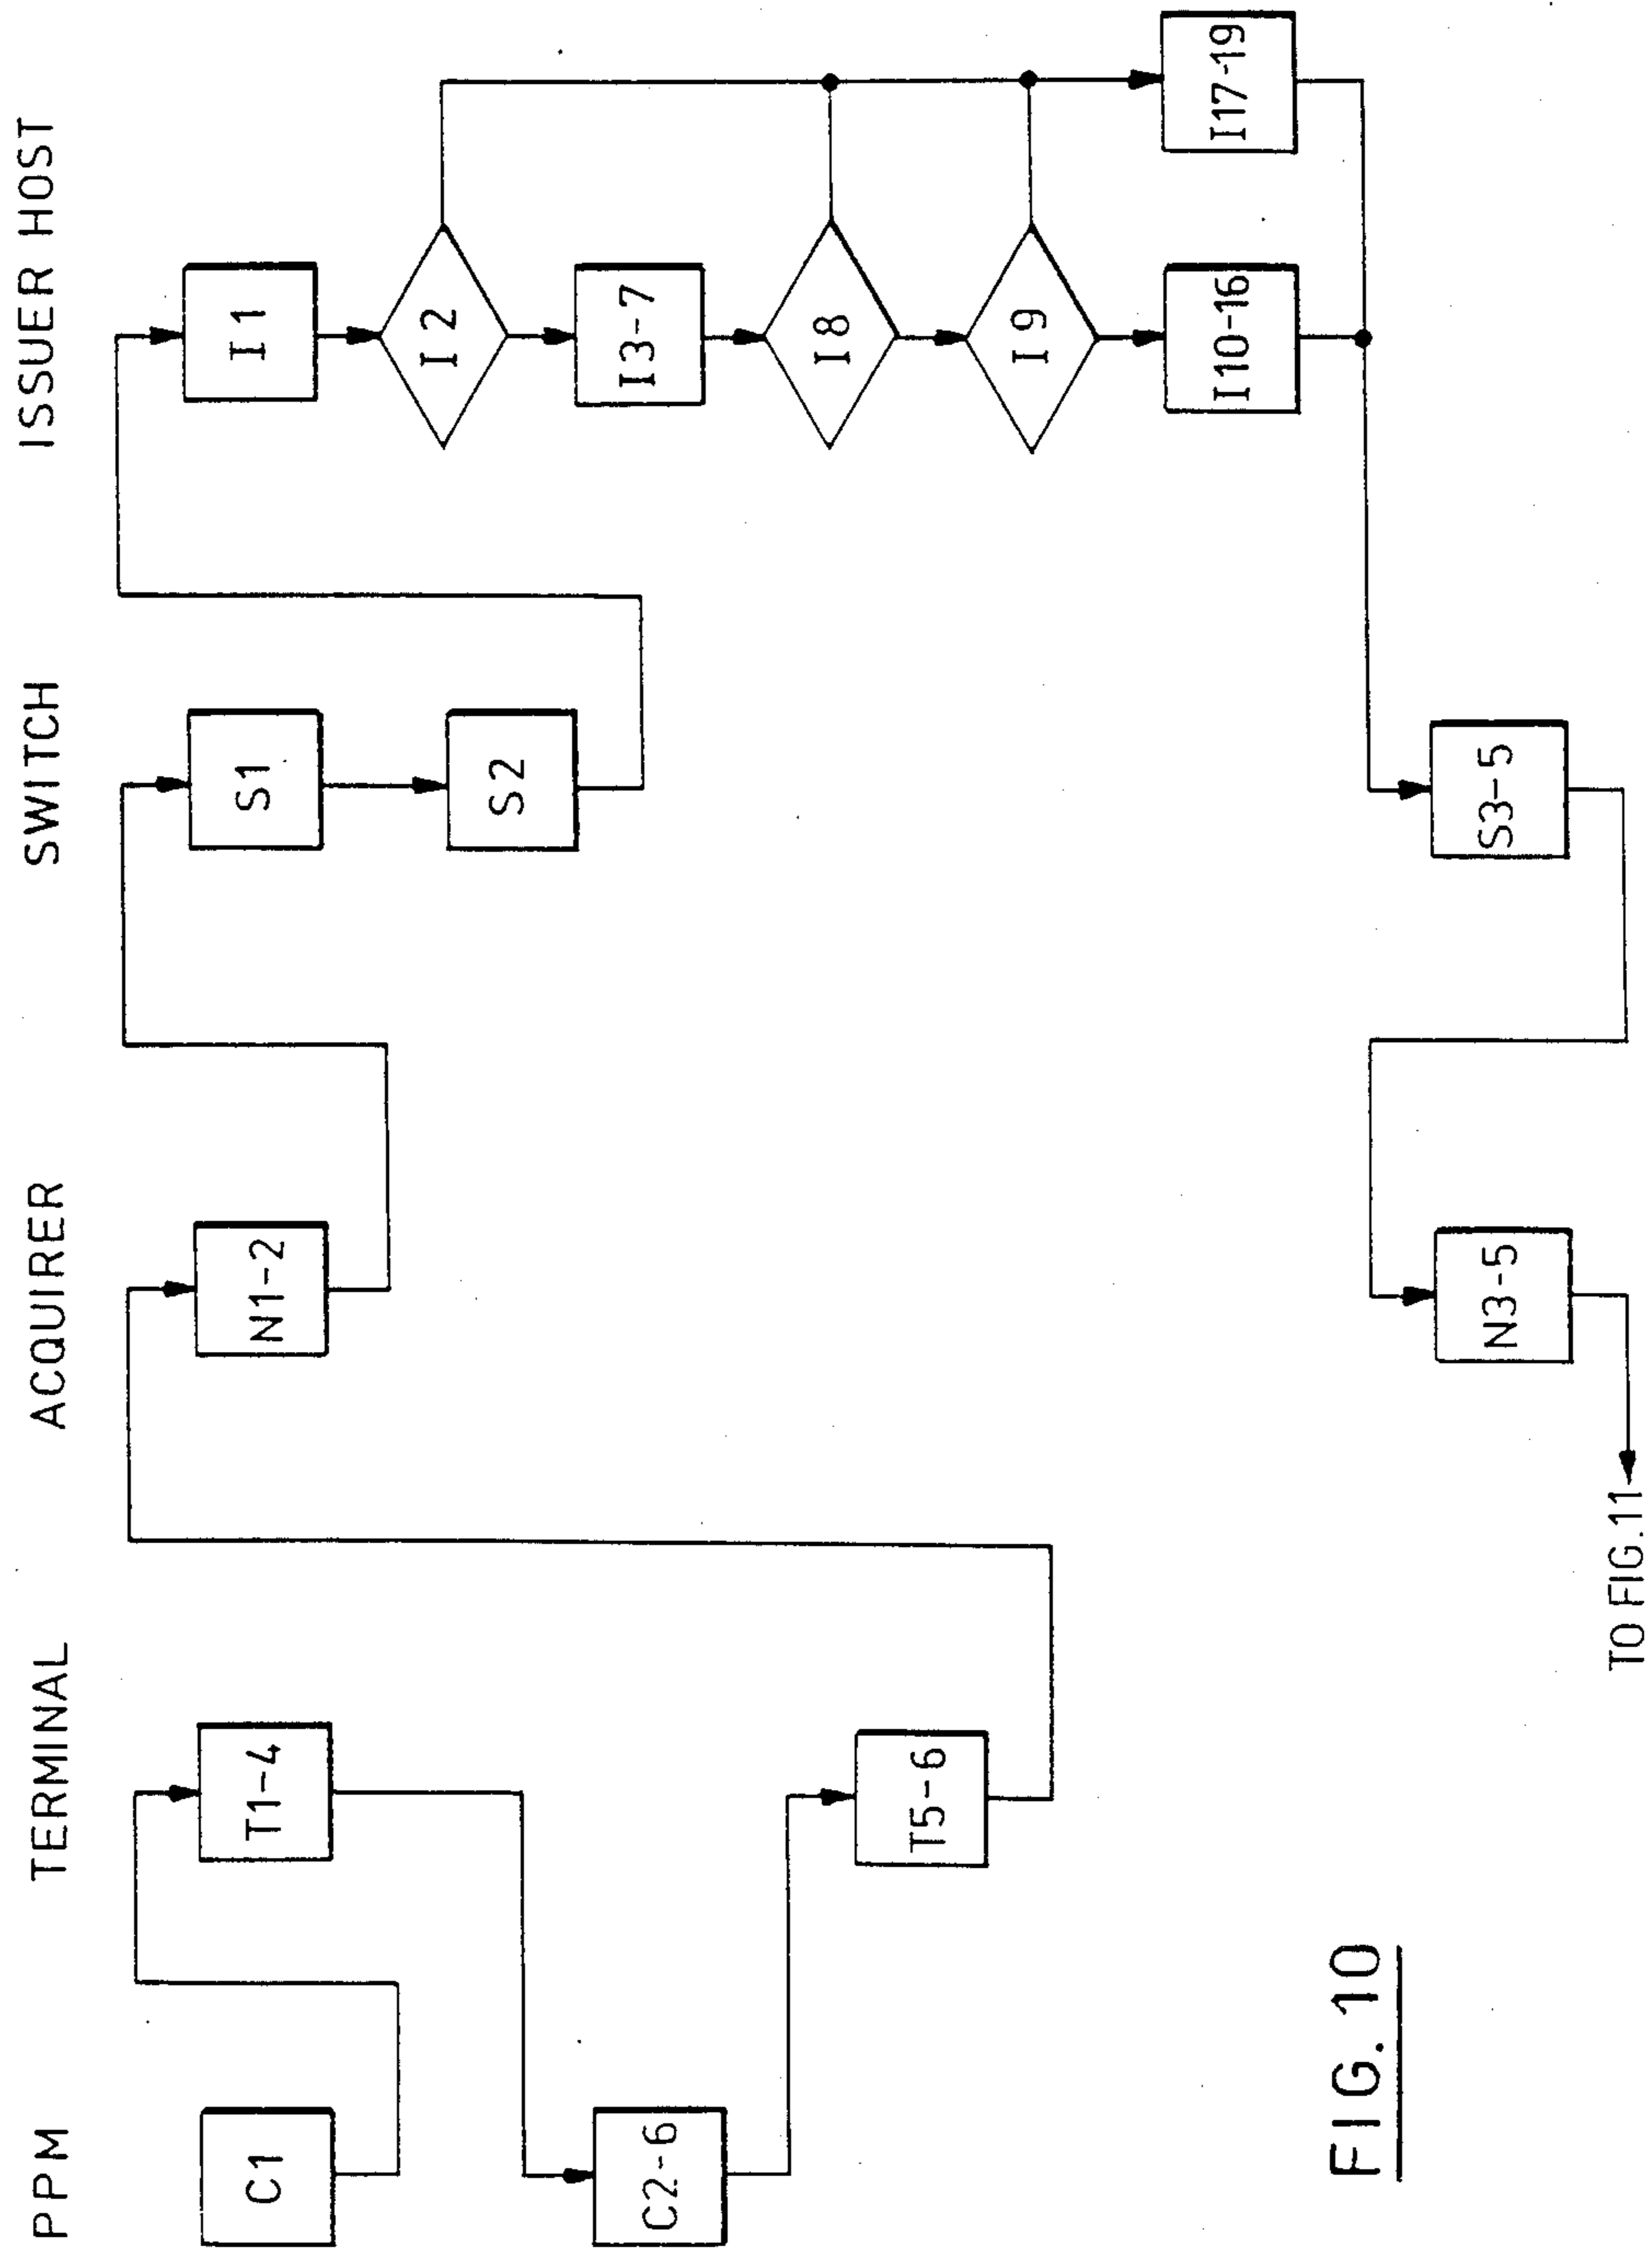 PPM TERMINAL ACQUIRER SWITCH ISSUER HOST
C1
T1-4
C2-6
T5-6
N1-2
S1
S2
I1
I2
I3-7
I8
I9
I10-16
I17-19
S3-5
N3-5
TO FIG.11
FIG. 10